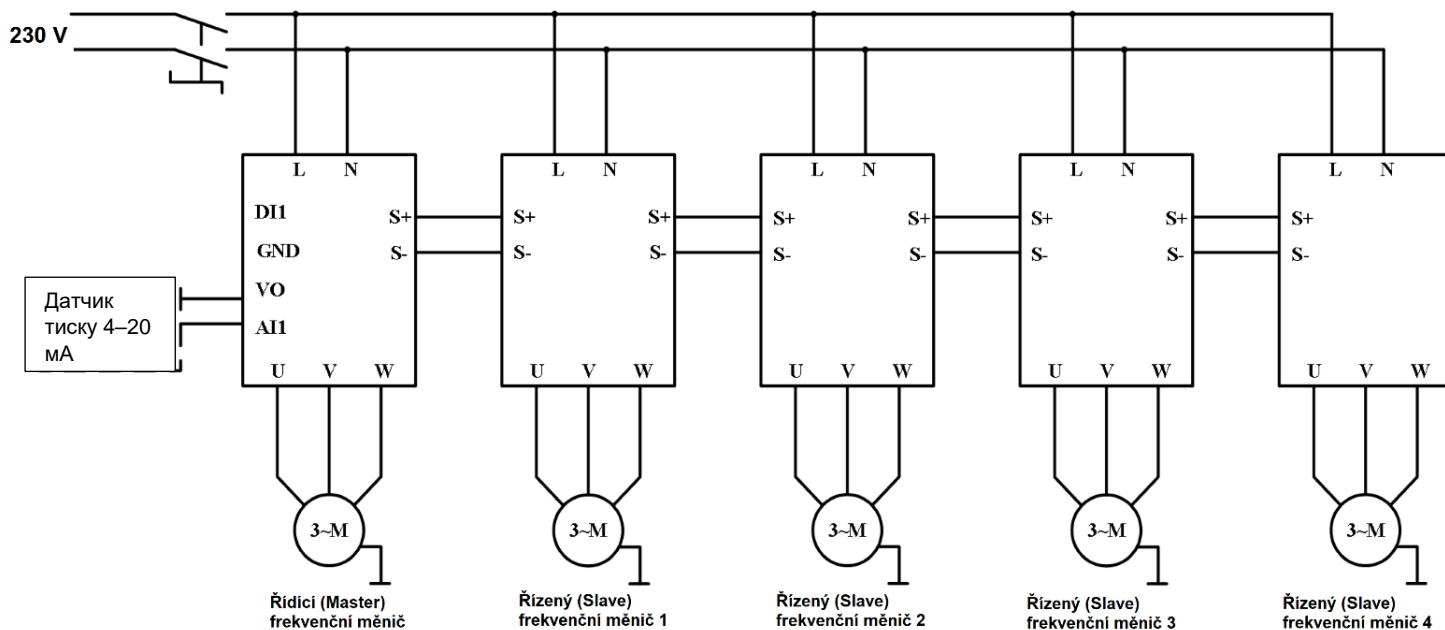 230 V
L N L N L N L N L N
DI1 S+ S+ S+ S+ S+ S+ S+ S+
GND S- S- S- S- S- S- S- S-
VO
AI1
Датчик
тиску 4–20
мА
U V W U V W U V W U V W U V W
3~M 3~M 3~M 3~M 3~M
Řídicí (Master)
frekvenční měnič
Řízený (Slave)
frekvenční měnič 1
Řízený (Slave)
frekvenční měnič 2
Řízený (Slave)
frekvenční měnič 3
Řízený (Slave)
frekvenční měnič 4